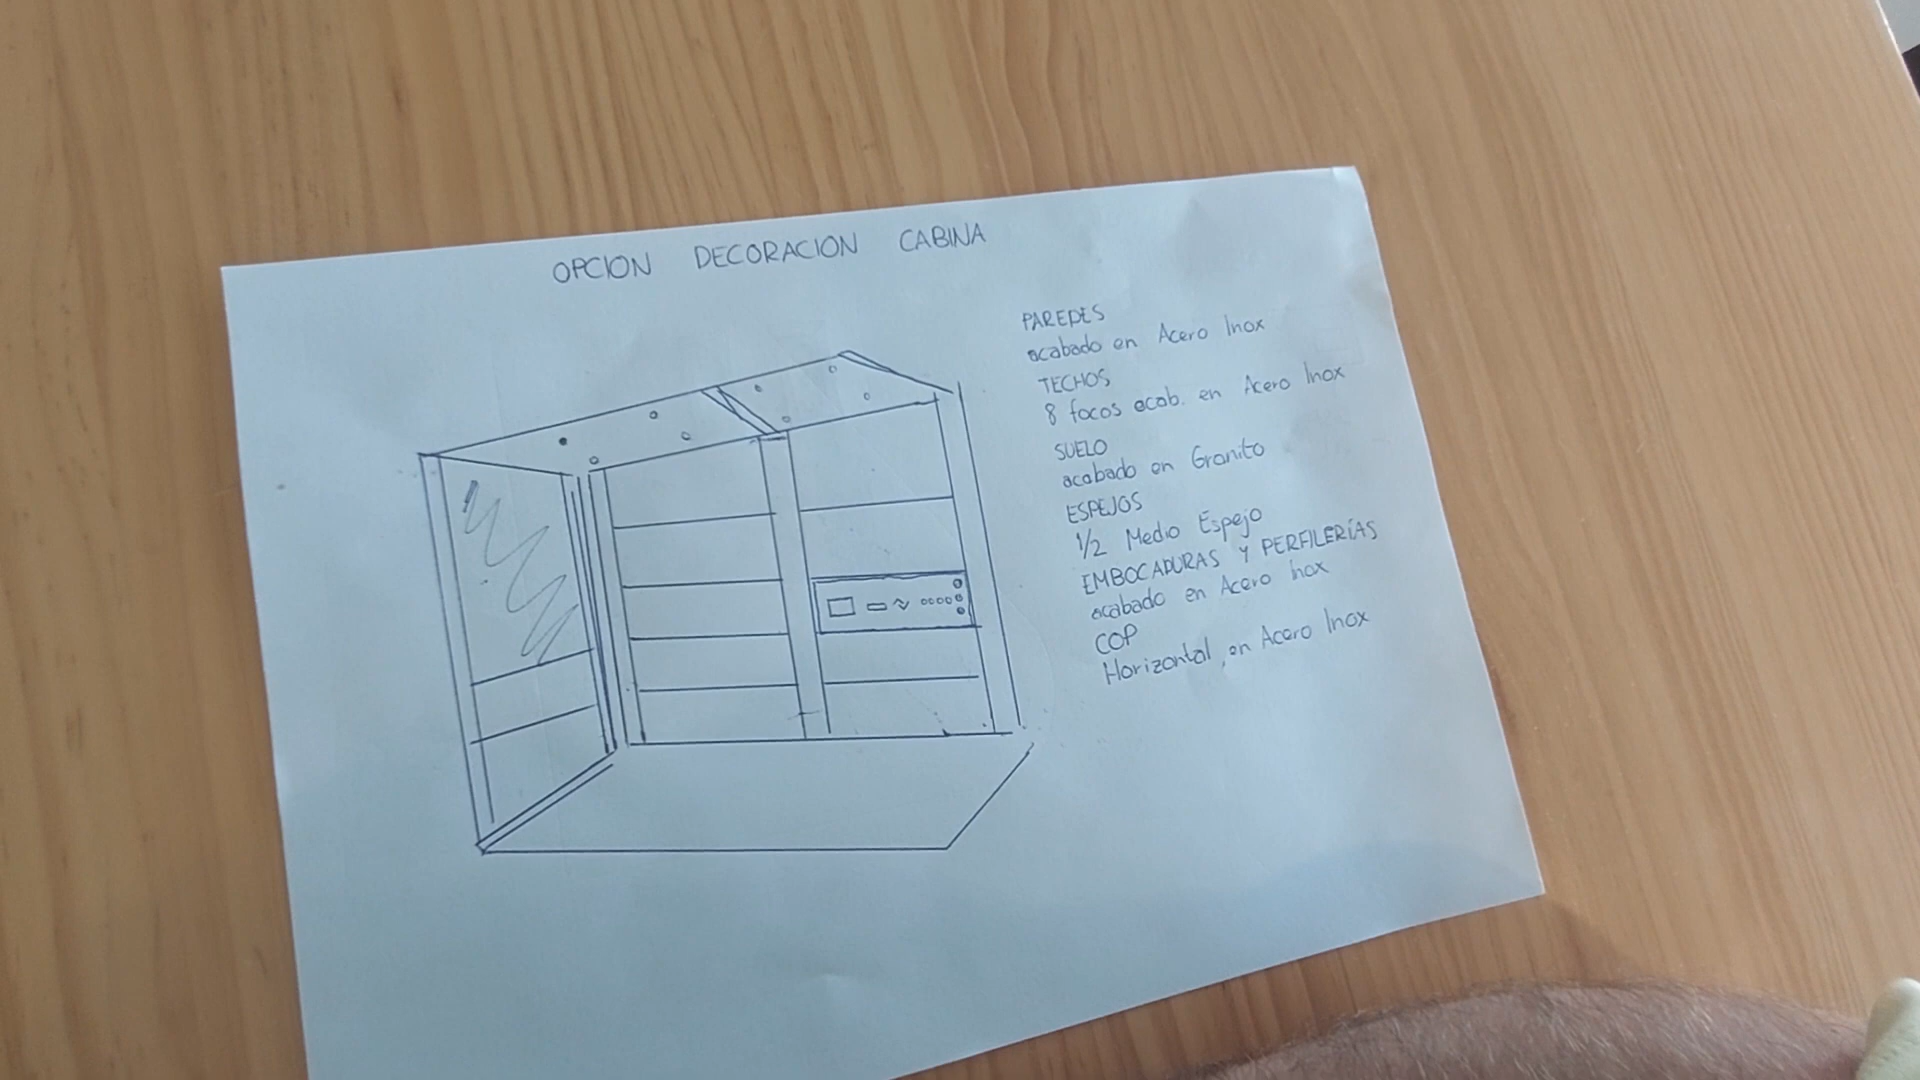 OPCION DECORACION CABINA
PAREDES
acabado en Acero Inox
TECHOS
8 focos acab. en Acero Inox
SUELO
acabado en Granito
ESPEJOS
1/2 Medio Espejo
EMBOCADURAS Y PERFILERÍAS
acabado en Acero Inox
COP
Horizontal, en Acero Inox